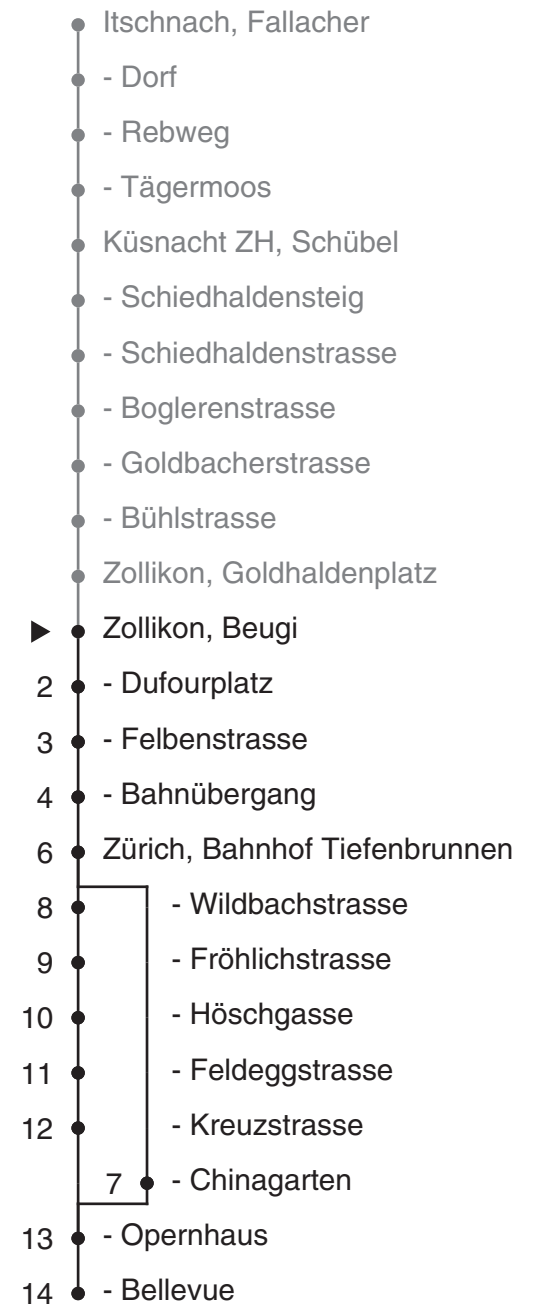 Itschnach, Fallacher
- Dorf
- Rebweg
- Tägermoos
Küsnacht ZH, Schübel
- Schiedhaldensteig
- Schiedhaldenstrasse
- Boglerenstrasse
- Goldbacherstrasse
- Bühlstrasse
Zollikon, Goldhaldenplatz
Zollikon, Beugi
2 - Dufourplatz
3 - Felbenstrasse
4 - Bahnübergang
6 Zürich, Bahnhof Tiefenbrunnen
8 - Wildbachstrasse
9 - Fröhlichstrasse
10 - Höschgasse
11 - Feldeggstrasse
12 - Kreuzstrasse
7 - Chinagarten
13 - Opernhaus
14 - Bellevue